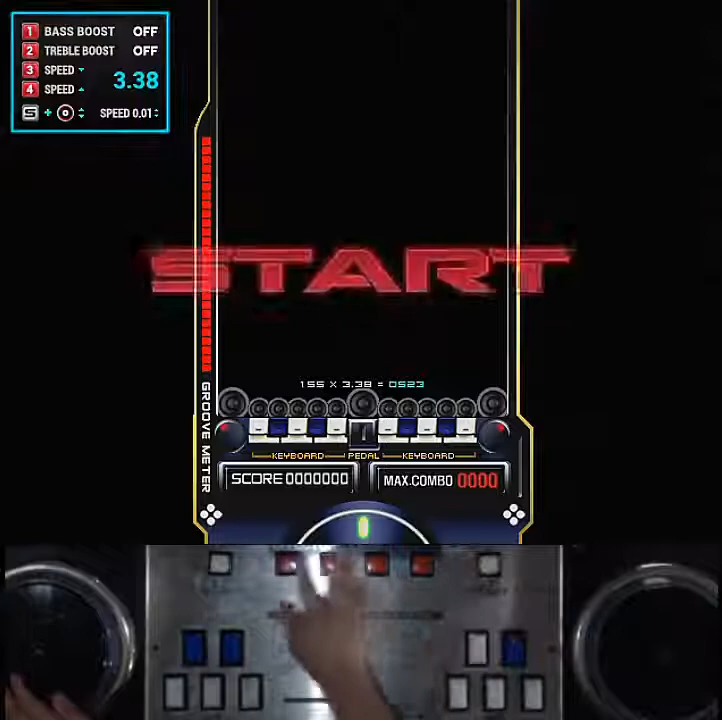 1 BASS BOOST OFF
2 TREBLE BOOST OFF
3 SPEED
3.38
4 SPEED
S + SPEED 0.01
START
155 X 3.38 = 0523
GROOVE METER
KEYBOARD PEDAL KEYBOARD
SCORE 0000000 MAX.COMBO 0000